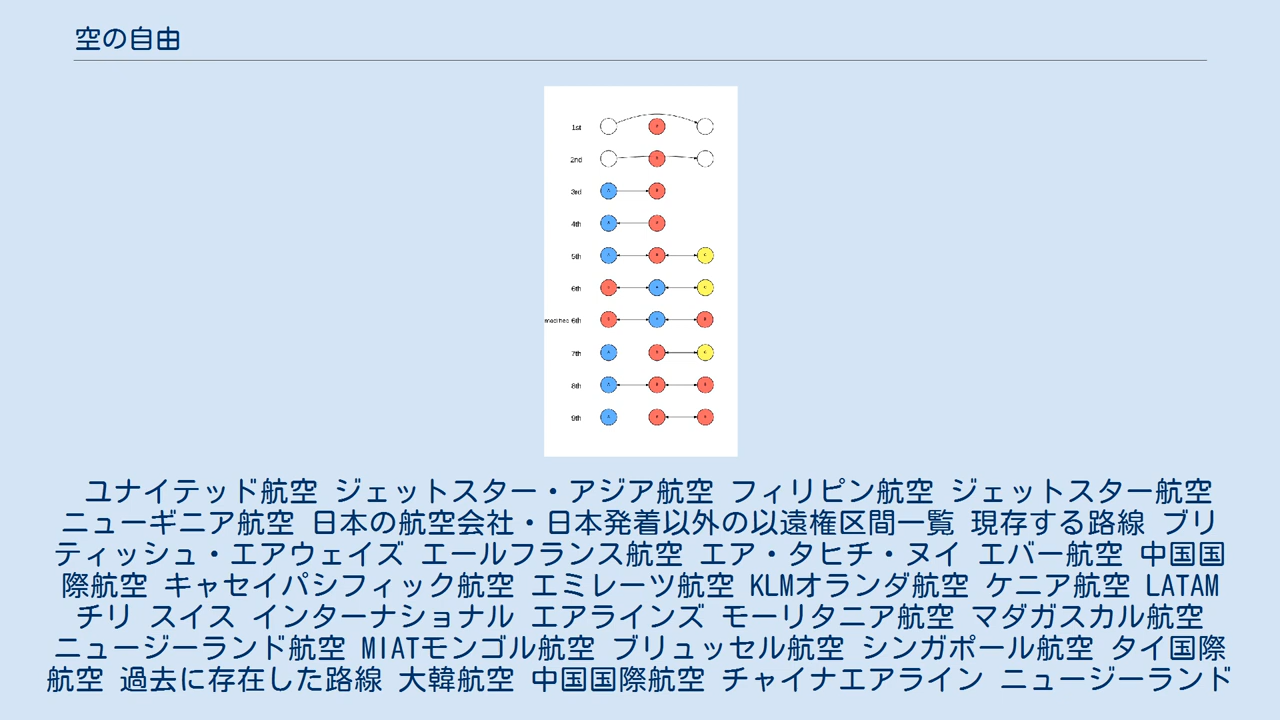 空の自由
1st
2nd
3rd
4th
5th
6th
modified 6th
7th
8th
9th
ユナイテッド航空 ジェットスター・アジア航空 フィリピン航空 ジェットスター航空
ニューギニア航空 日本の航空会社・日本発着以外の以遠権区間一覧 現存する路線 ブリ
ティッシュ・エアウェイズ エールフランス航空 エア・タヒチ・ヌイ エバー航空 中国国
際航空 キャセイパシフィック航空 エミレーツ航空 KLMオランダ航空 ケニア航空 LATAM
チリ スイス インターナショナル エアラインズ モーリタニア航空 マダガスカル航空
ニュージーランド航空 MIATモンゴル航空 ブリュッセル航空 シンガポール航空 タイ国際
航空 過去に存在した路線 大韓航空 中国国際航空 チャイナエアライン ニュージーランド